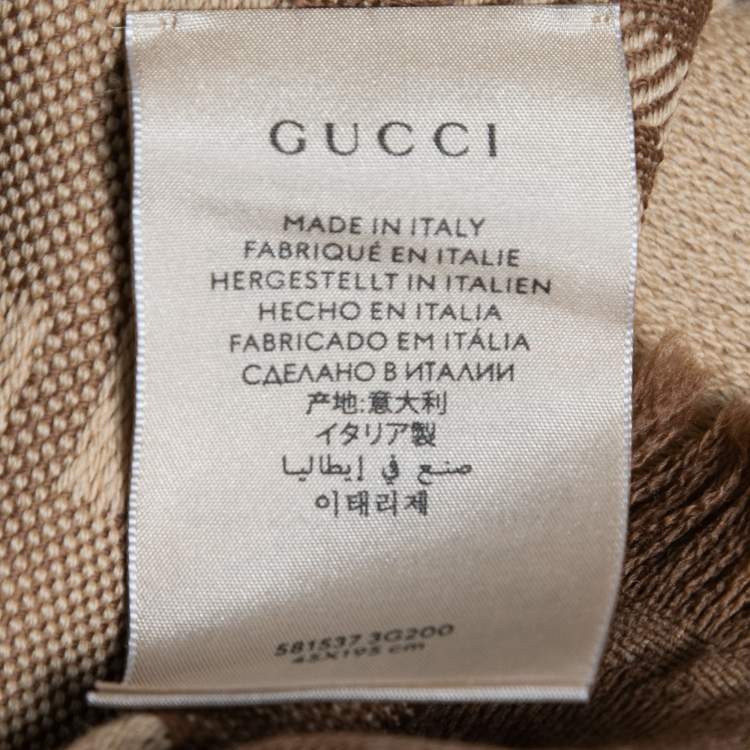 GUCCI
MADE IN ITALY
FABRIQUÉ EN ITALIE
HERGESTELLT IN ITALIEN
HECHO EN ITALIA
FABRICADO EM ITÁLIA
СДЕЛАНО В ИТАЛИИ
产地:意大利
イタリア製
صنع في إيطاليا
이태리제
581537 3G200
45X195 cm